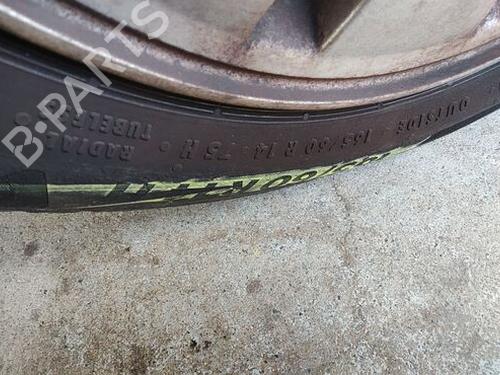 B-PARTS
OUTSIDE 165/60 R 14 75 H
RADIAL
TUBELESS